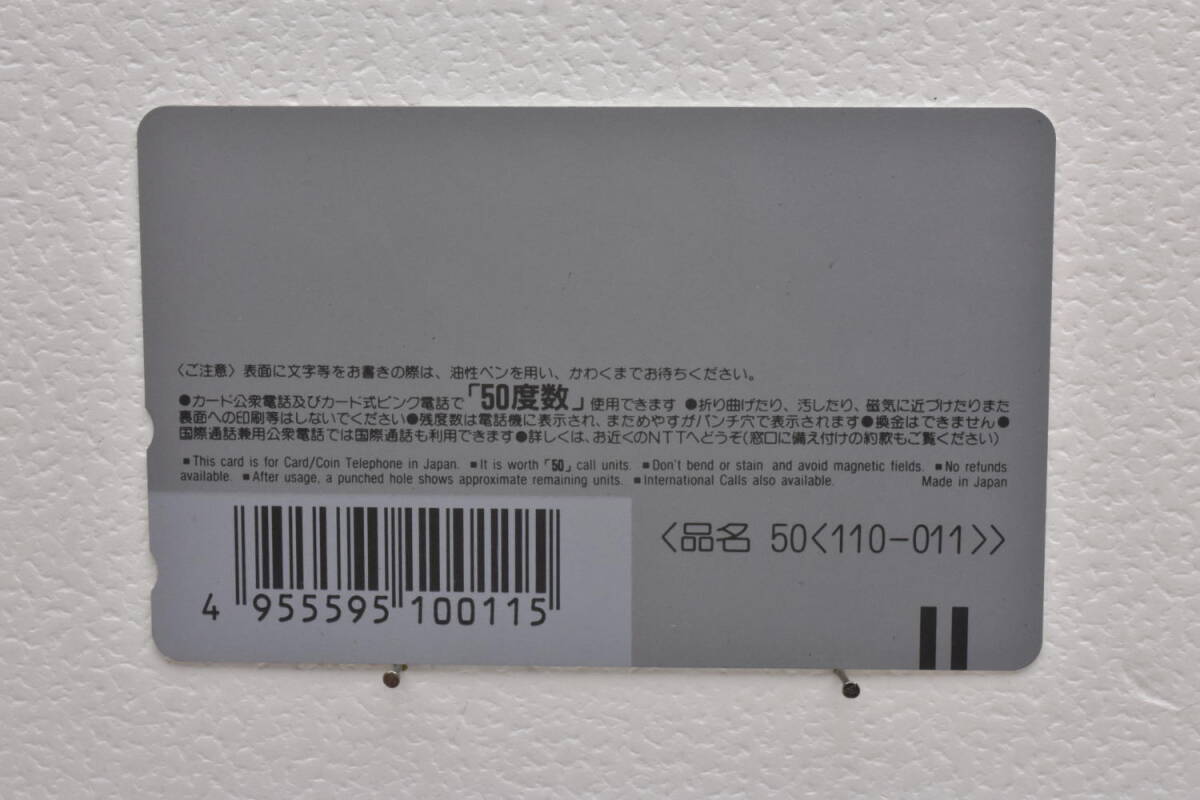 〈ご注意〉表面に文字等をお書きの際は、油性ペンを用い、かわくまでお待ちください。
●カード公衆電話及びカード式ピンク電話で「50度数」使用できます ●折り曲げたり、汚したり、磁気に近づけたりまた
裏面への印刷等はしないでください●残度数は電話機に表示され、まためやすがパンチ穴で表示されます●換金はできません●
国際通話兼用公衆電話では国際通話も利用できます●詳しくは、お近くのNTTへどうぞ(窓口に備え付けの約款もご覧ください)
■This card is for Card/Coin Telephone in Japan. ■It is worth「50」call units. ■Don't bend or stain and avoid magnetic fields. ■No refunds
available. ■After usage, a punched hole shows approximate remaining units. ■International Calls also available. Made in Japan
〈品名 50〈110-011〉〉
4 955595 100115